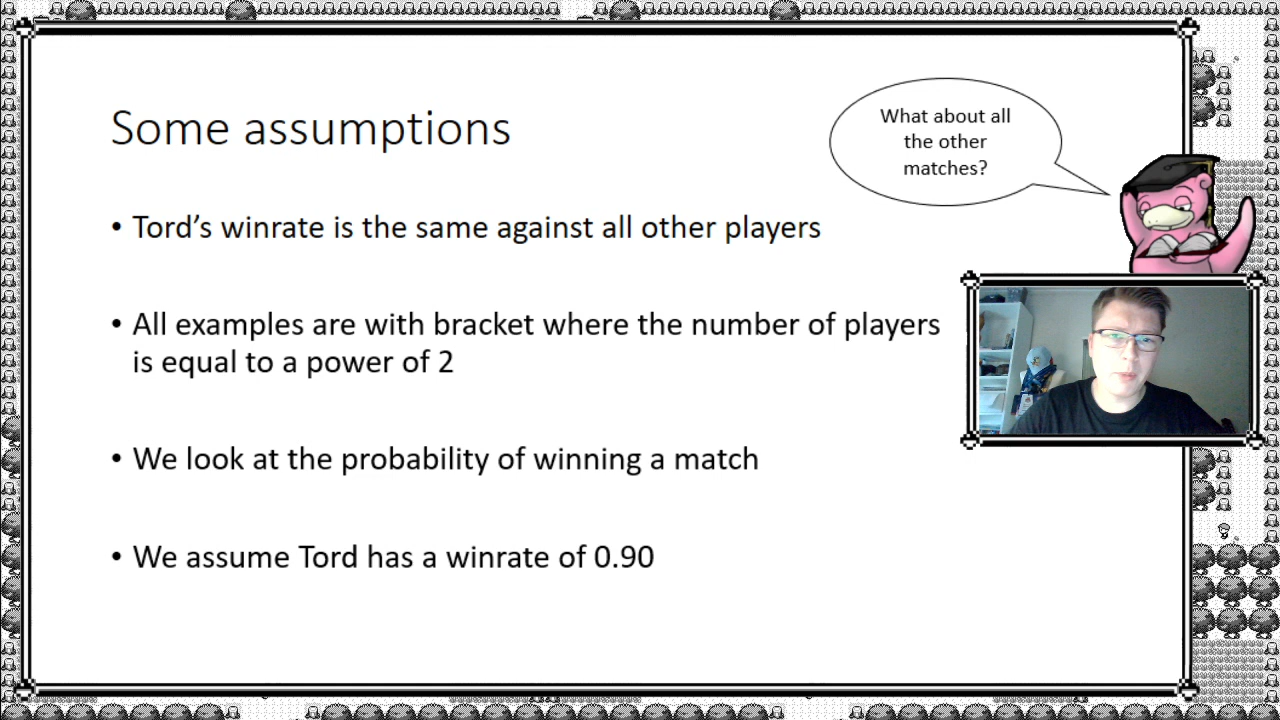 Some assumptions
What about all
the other
matches?
• Tord’s winrate is the same against all other players
• All examples are with bracket where the number of players
is equal to a power of 2
• We look at the probability of winning a match
• We assume Tord has a winrate of 0.90